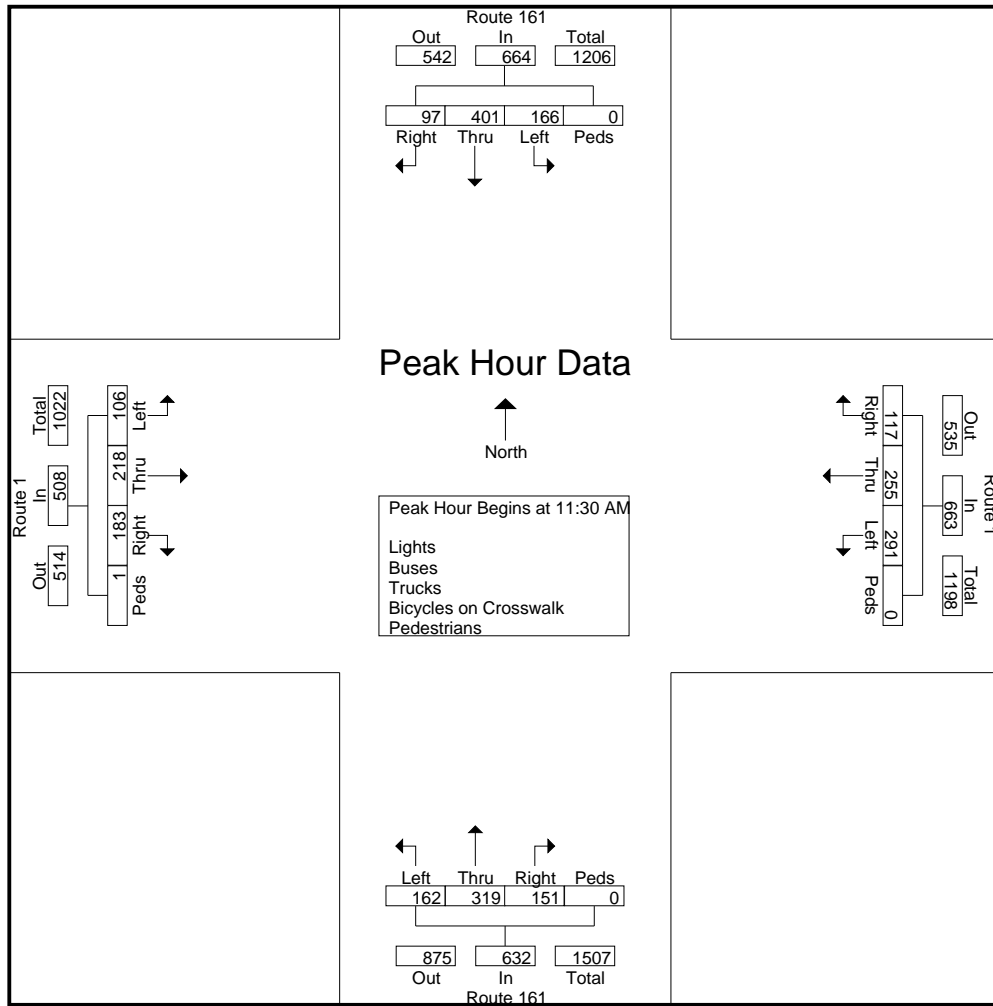 Route 161
Out In Total
542 664 1206
97 401 166 0
Right Thru Left Peds
Peak Hour Data
North
Peak Hour Begins at 11:30 AM
Lights
Buses
Trucks
Bicycles on Crosswalk
Pedestrians
Route 1
Out In Total
514 508 1022
1 183 218 106
Peds Right Thru Left
Route 1
Out In Total
535 663 1198
117 255 291 0
Right Thru Left Peds
Left Thru Right Peds
162 319 151 0
875 632 1507
Out In Total
Route 161